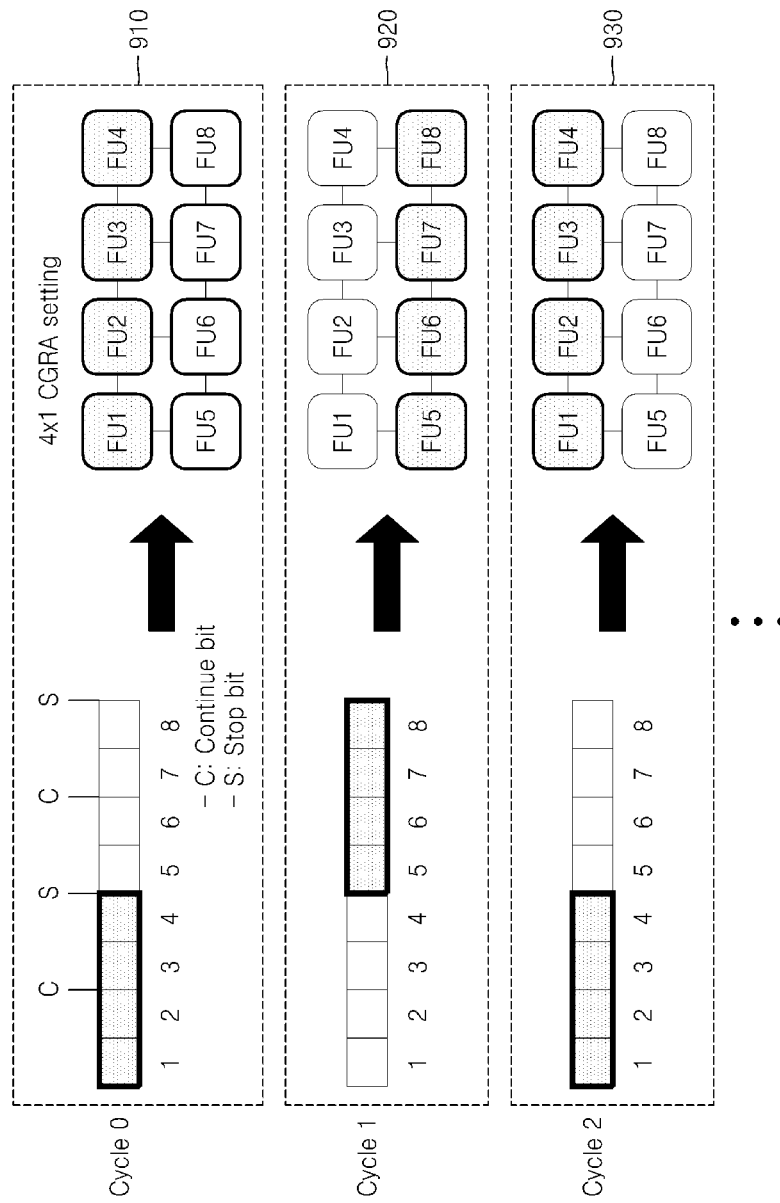 Cycle 0
C S C S
1 2 3 4 5 6 7 8
– C: Continue bit
– S: Stop bit
4x1 CGRA setting
FU1 FU2 FU3 FU4
FU5 FU6 FU7 FU8
910
Cycle 1
1 2 3 4 5 6 7 8
FU1 FU2 FU3 FU4
FU5 FU6 FU7 FU8
920
Cycle 2
1 2 3 4 5 6 7 8
FU1 FU2 FU3 FU4
FU5 FU6 FU7 FU8
930